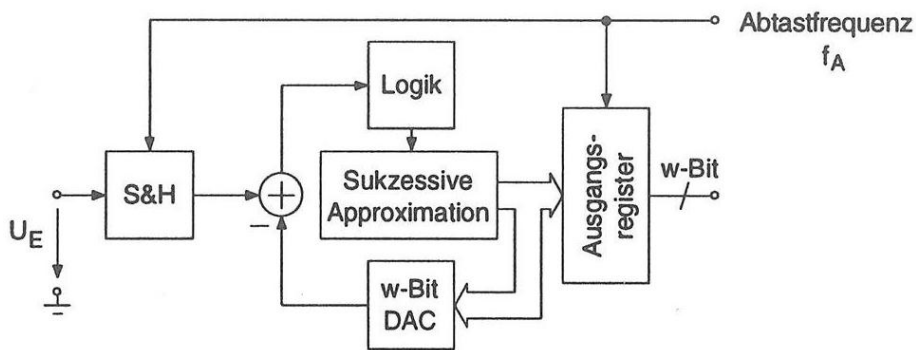 Abtastfrequenz
f_A
Logik
S&H
+
−
Sukzessive
Approximation
Ausgangs-
register
w-Bit
U_E
w-Bit
DAC